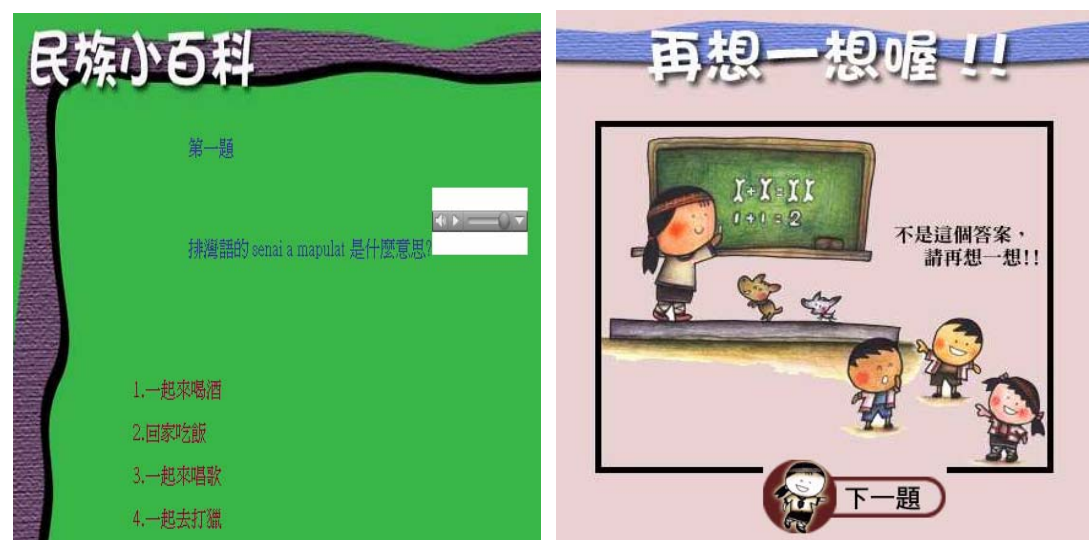 民族小百科
第一題
排灣語的 senai a mapulat 是什麼意思?
1.一起來喝酒
2.回家吃飯
3.一起來唱歌
4.一起去打獵
再想一想喔!!
1+1=11
1+1=2
不是這個答案，
請再想一想!!
下一題